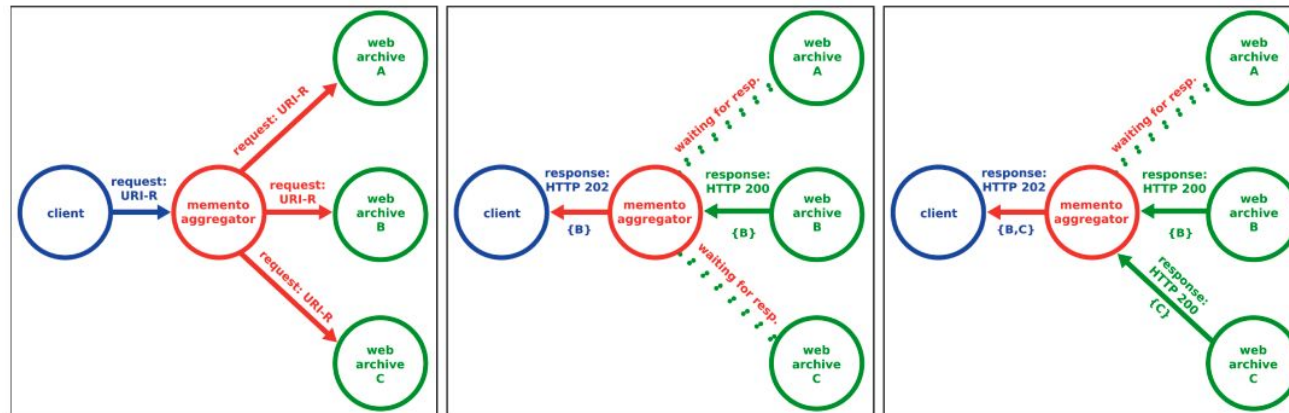 web
archive
A
request: URI-R
request:
URI-R
client
memento
aggregator
request:
URI-R
web
archive
B
request: URI-R
web
archive
C
web
archive
A
waiting for resp.
response:
HTTP 202
client
{B}
memento
aggregator
response:
HTTP 200
{B}
web
archive
B
waiting for resp.
web
archive
C
web
archive
A
waiting for resp.
response:
HTTP 202
client
{B,C}
memento
aggregator
response:
HTTP 200
{B}
web
archive
B
response:
HTTP 200
{C}
web
archive
C